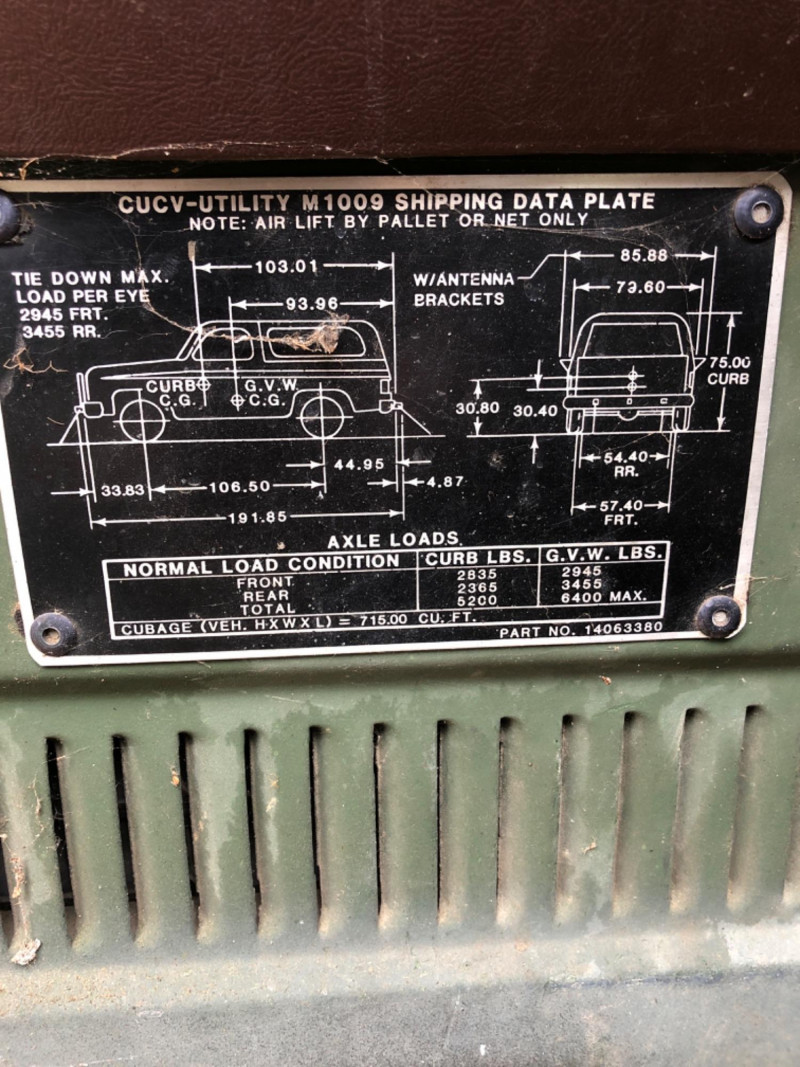 CUCV-UTILITY M1009 SHIPPING DATA PLATE
NOTE: AIR LIFT BY PALLET OR NET ONLY
TIE DOWN MAX.
LOAD PER EYE
2945 FRT.
3455 RR.
103.01
93.96
CURB C.G.
G.V.W. C.G.
33.83
106.50
44.95
4.87
191.85
W/ANTENNA
BRACKETS
85.88
79.60
75.00
CURB
30.80
30.40
54.40
RR.
57.40
FRT.
AXLE LOADS
NORMAL LOAD CONDITION CURB LBS. G.V.W. LBS.
FRONT 2835 2945
REAR 2365 3455
TOTAL 5200 6400 MAX.
CUBAGE (VEH. HXWXL) = 715.00 CU. FT.
PART NO. 14063380